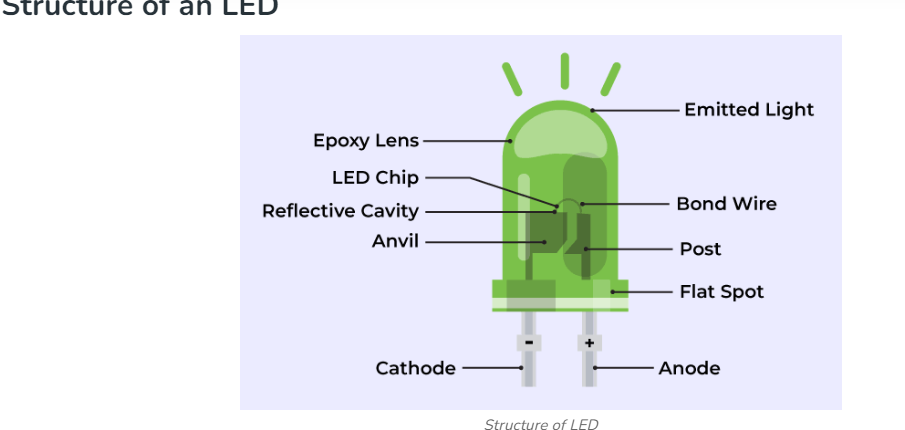 Structure of an LED
Emitted Light
Epoxy Lens
LED Chip
Bond Wire
Reflective Cavity
Anvil
Post
Flat Spot
-
+
Cathode
Anode
Structure of LED